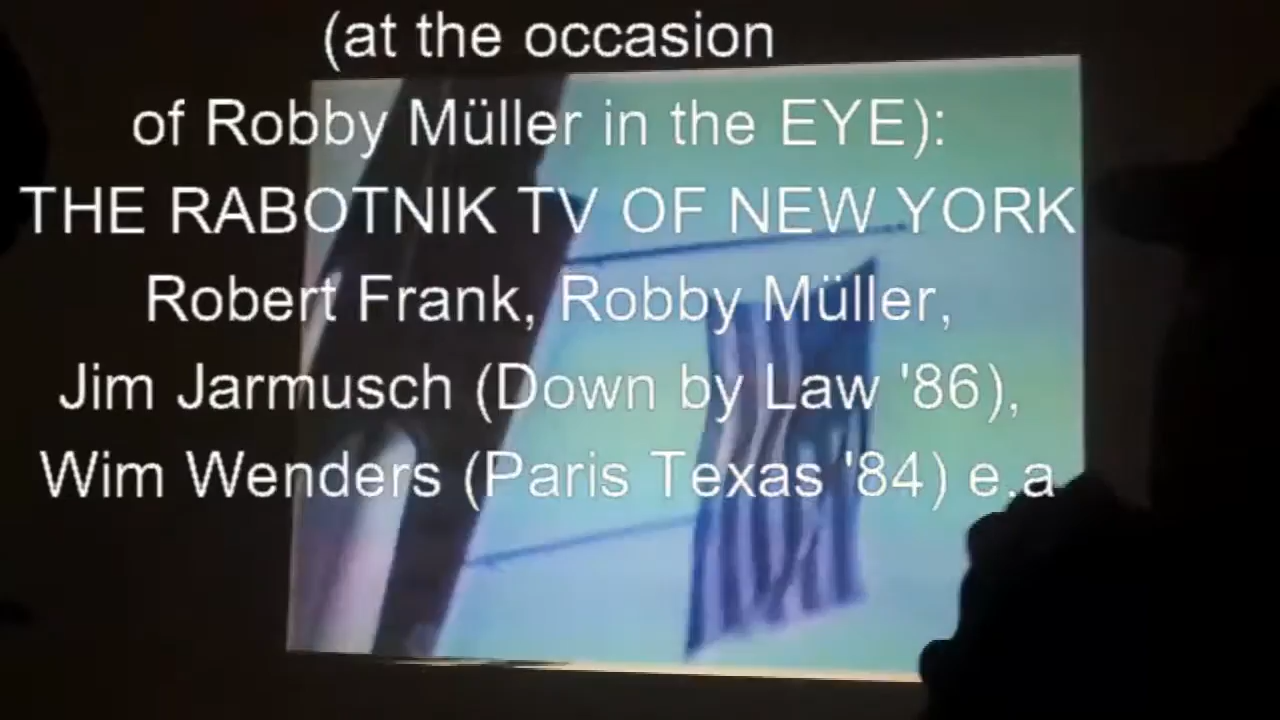 (at the occasion
of Robby Müller in the EYE):
THE RABOTNIK TV OF NEW YORK
Robert Frank, Robby Müller,
Jim Jarmusch (Down by Law '86),
Wim Wenders (Paris Texas '84) e.a